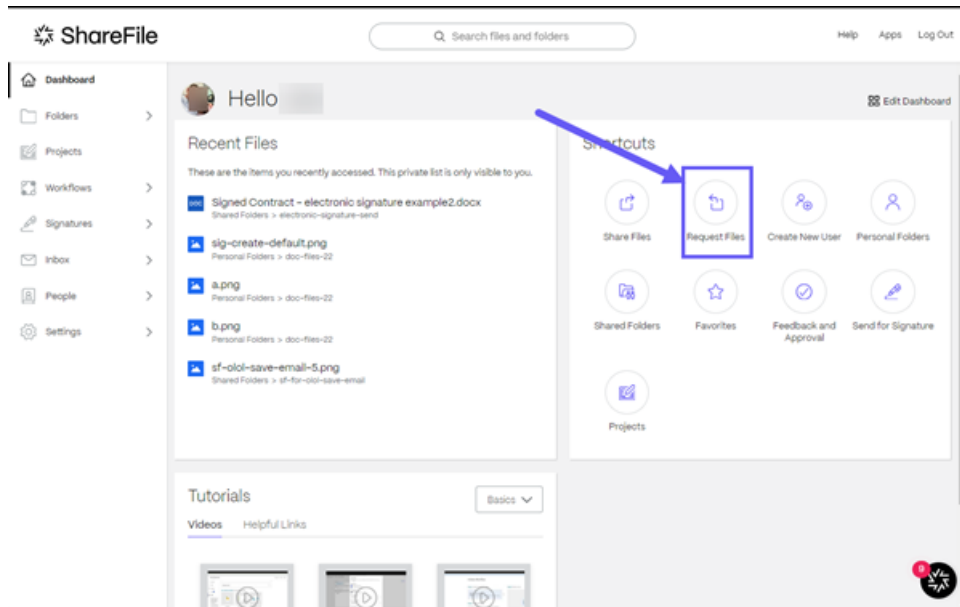 ShareFile
Search files and folders
Help Apps Log Out
Dashboard
Folders
Projects
Workflows
Signatures
Inbox
People
Settings
Hello
Edit Dashboard
Recent Files
These are the items you recently accessed. This private list is only visible to you.
DOC
Signed Contract - electronic signature example2.docx
Shared Folders > electronic-signature-send
sig-create-default.png
Personal Folders > doc-files-22
a.png
Personal Folders > doc-files-22
b.png
Personal Folders > doc-files-22
sf-olol-save-email-5.png
Shared Folders > sf-for-olol-save-email
Shortcuts
Share Files Request Files Create New User Personal Folders
Shared Folders Favorites Feedback and Approval Send for Signature
Projects
Tutorials
Basics
Videos Helpful Links
9